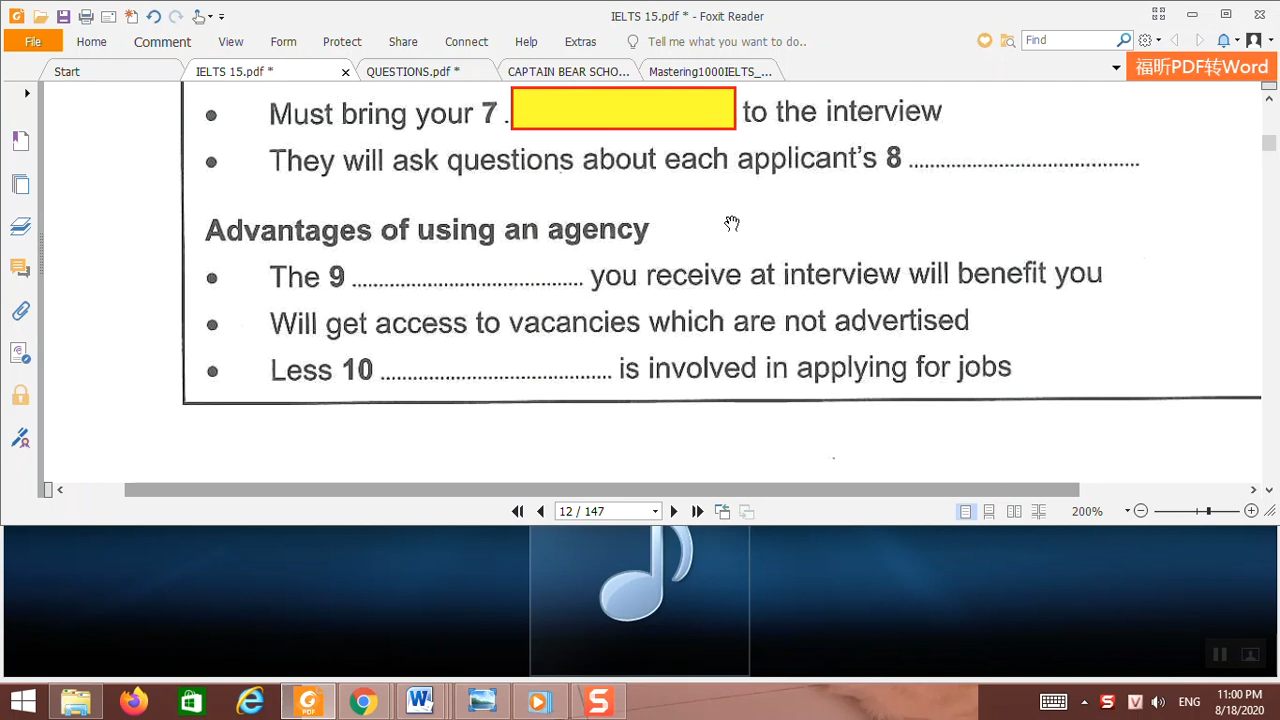 IELTS 15.pdf * - Foxit Reader
File Home Comment View Form Protect Share Connect Help Extras Tell me what you want to do.. Find
Start IELTS 15.pdf * QUESTIONS.pdf * CAPTAIN BEAR SCHO... Mastering1000IELTS_... 福昕PDF转Word
• Must bring your 7 . to the interview
• They will ask questions about each applicant's 8 ..........................................
Advantages of using an agency
• The 9 .......................................... you receive at interview will benefit you
• Will get access to vacancies which are not advertised
• Less 10 .......................................... is involved in applying for jobs
12 / 147 200%
PDF W S S V ENG 11:00 PM
8/18/2020